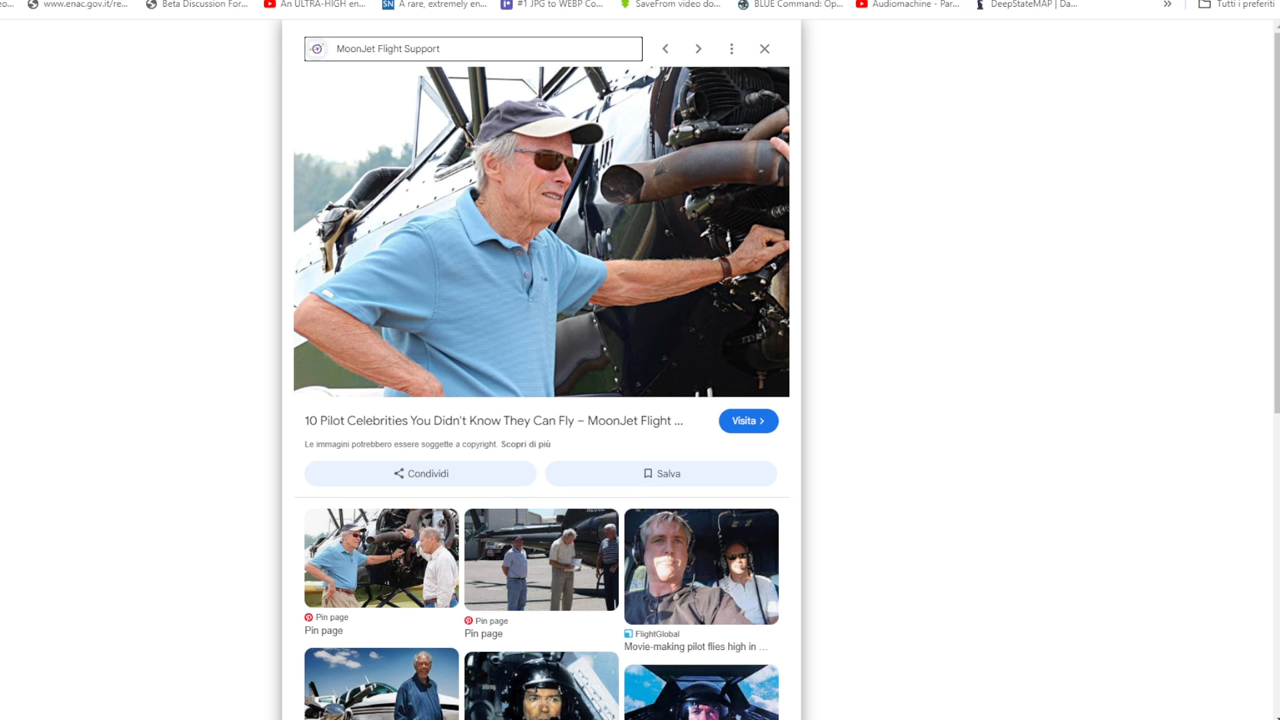 www.enac.gov.it/re...
Beta Discussion For...
An ULTRA-HIGH en...
SN A rare, extremely en...
#1 JPG to WEBP Co...
SaveFrom video do...
BLUE Command: Op...
Audiomachine - Par...
DeepStateMAP | Da...
Tutti i preferiti
MoonJet Flight Support
10 Pilot Celebrities You Didn't Know They Can Fly – MoonJet Flight ...
Visita
Le immagini potrebbero essere soggette a copyright. Scopri di più
Condividi
Salva
Pin page
Pin page
Pin page
Pin page
FlightGlobal
Movie-making pilot flies high in ...